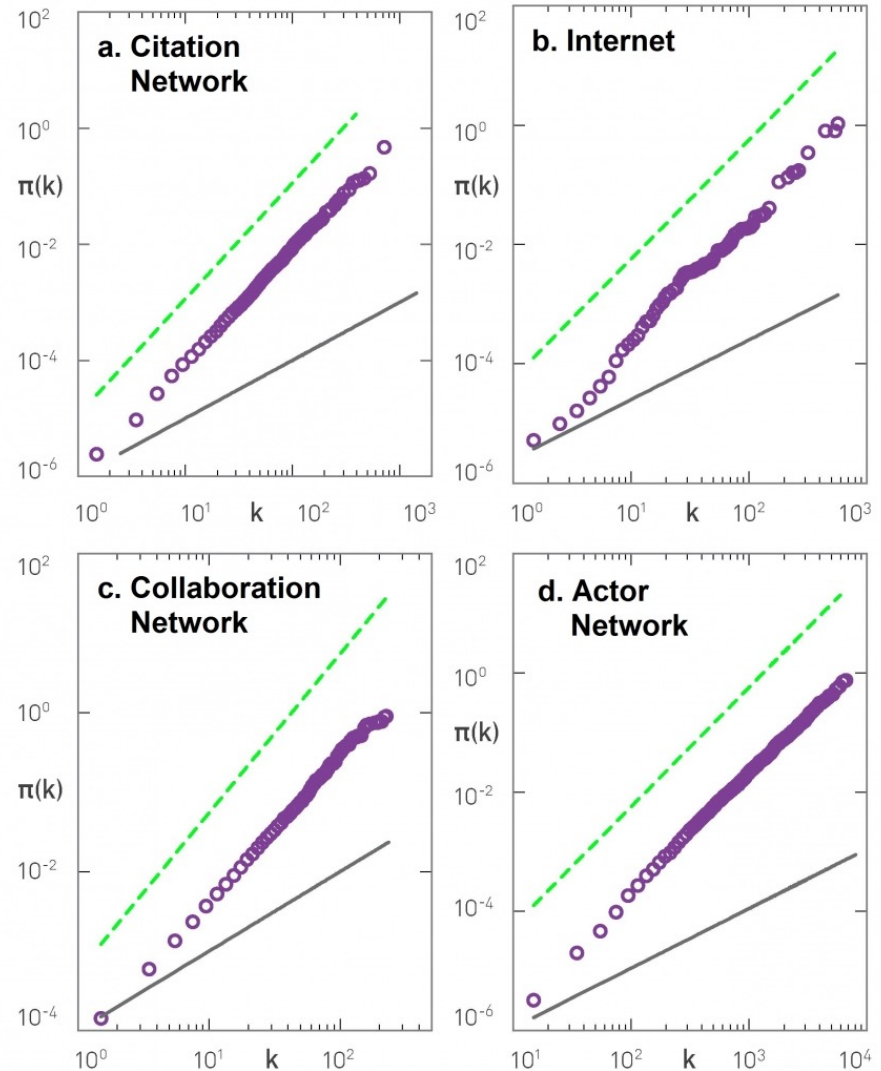 a. Citation
Network
10²
10⁰
π(k)
10⁻²
10⁻⁴
10⁻⁶
10⁰ 10¹ k 10² 10³
b. Internet
10²
10⁰
π(k)
10⁻²
10⁻⁴
10⁻⁶
10⁰ 10¹ k 10² 10³
c. Collaboration
Network
10²
10⁰
π(k)
10⁻²
10⁻⁴
10⁰ 10¹ k 10²
d. Actor
Network
10²
10⁰
π(k)
10⁻²
10⁻⁴
10⁻⁶
10¹ 10² k 10³ 10⁴